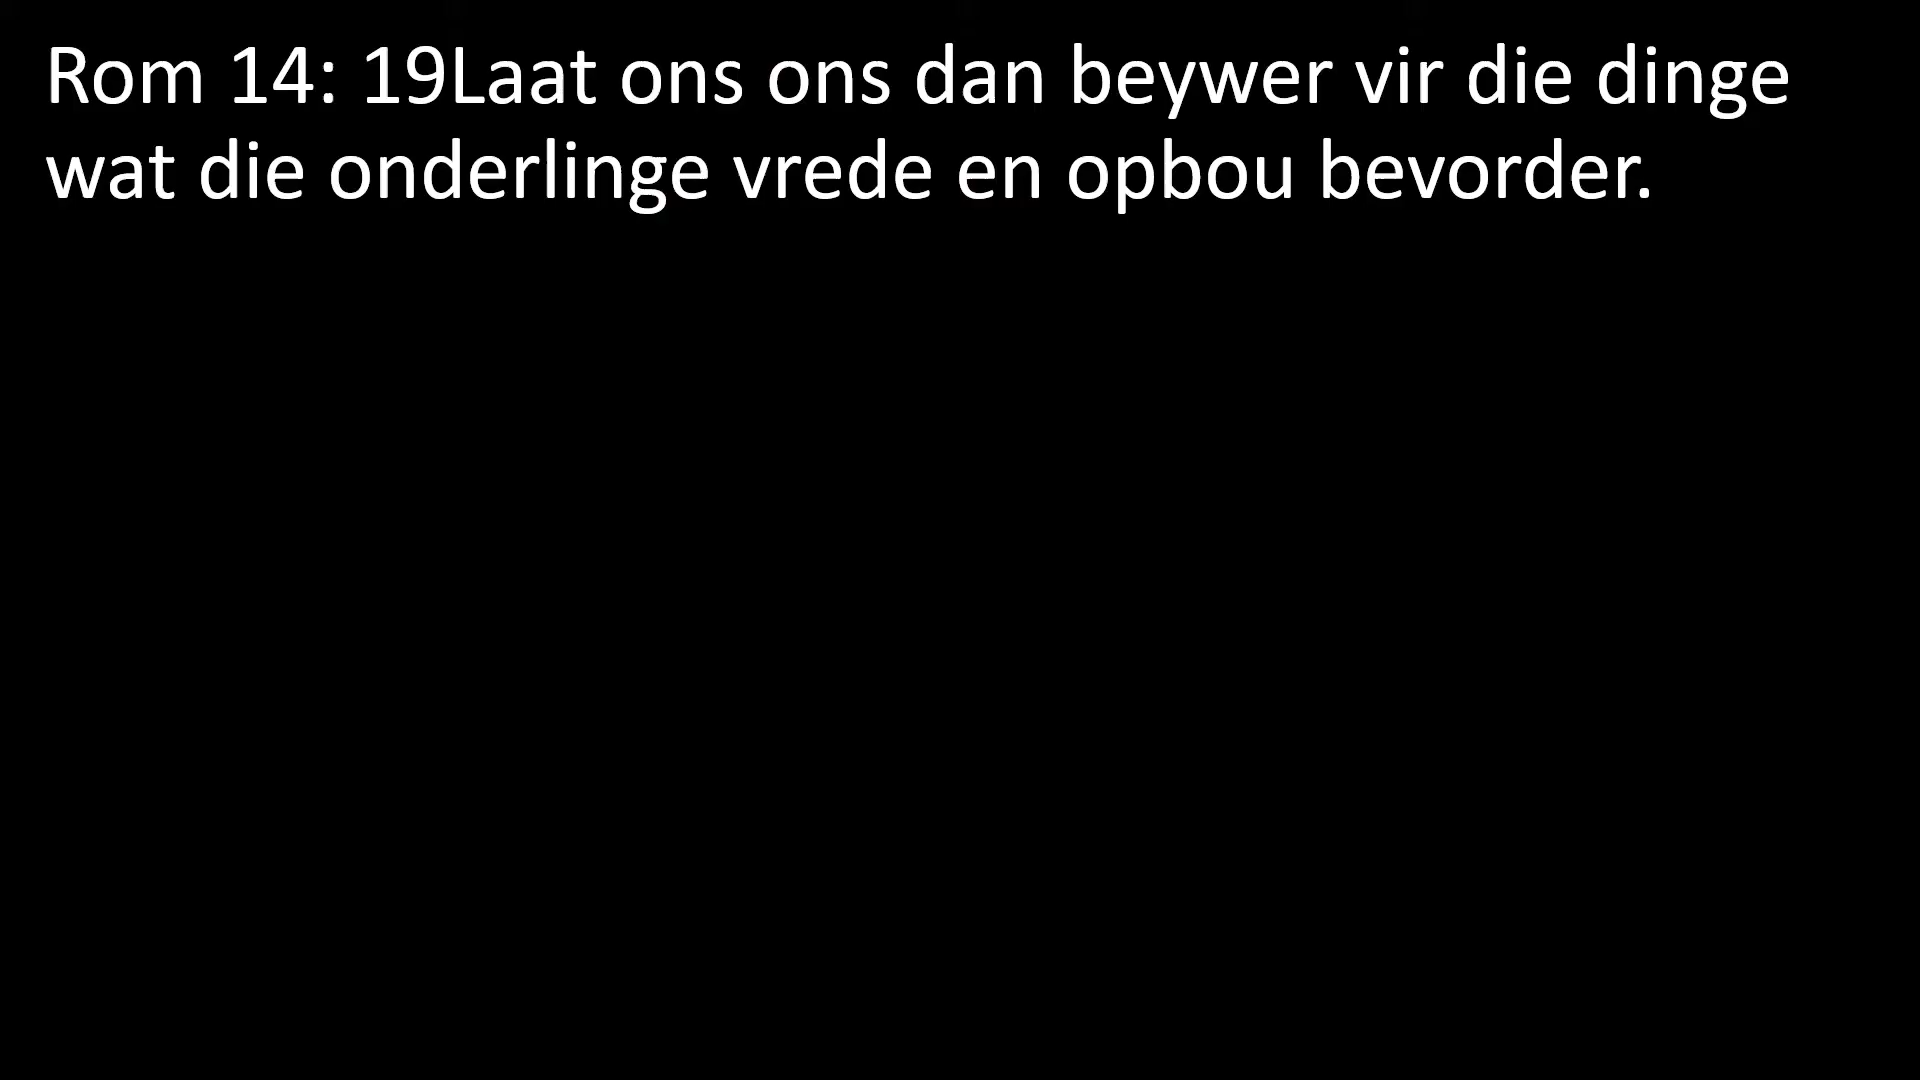 Rom 14: 19Laat ons ons dan beywer vir die dinge
wat die onderlinge vrede en opbou bevorder.